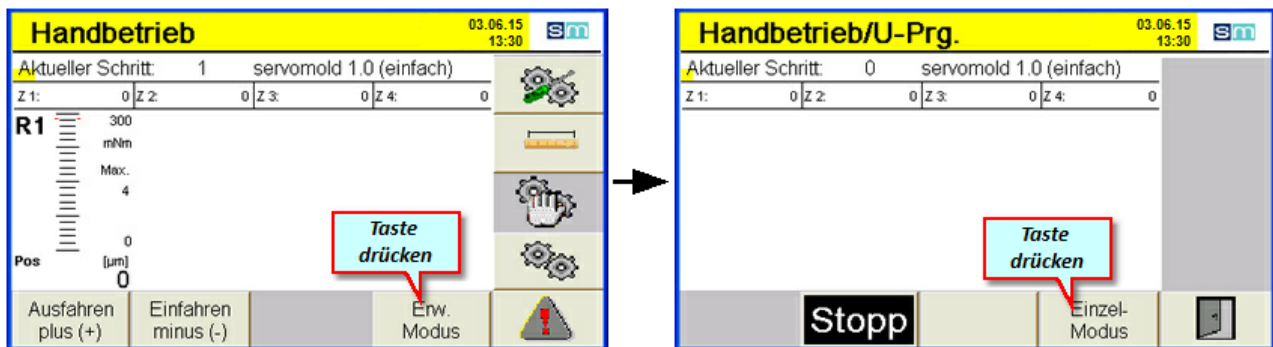 Handbetrieb
03.06.15
13:30
sm
Aktueller Schritt: 1 servomold 1.0 (einfach)
Z 1: 0 Z 2: 0 Z 3: 0 Z 4: 0
R1
300
mNm
Max.
4
0
Pos [µm]
0
Taste
drücken
Ausfahren
plus (+)
Einfahren
minus (-)
Erw.
Modus
Handbetrieb/U-Prg.
03.06.15
13:30
sm
Aktueller Schritt: 0 servomold 1.0 (einfach)
Z 1: 0 Z 2: 0 Z 3: 0 Z 4: 0
Taste
drücken
Stopp
Einzel-
Modus